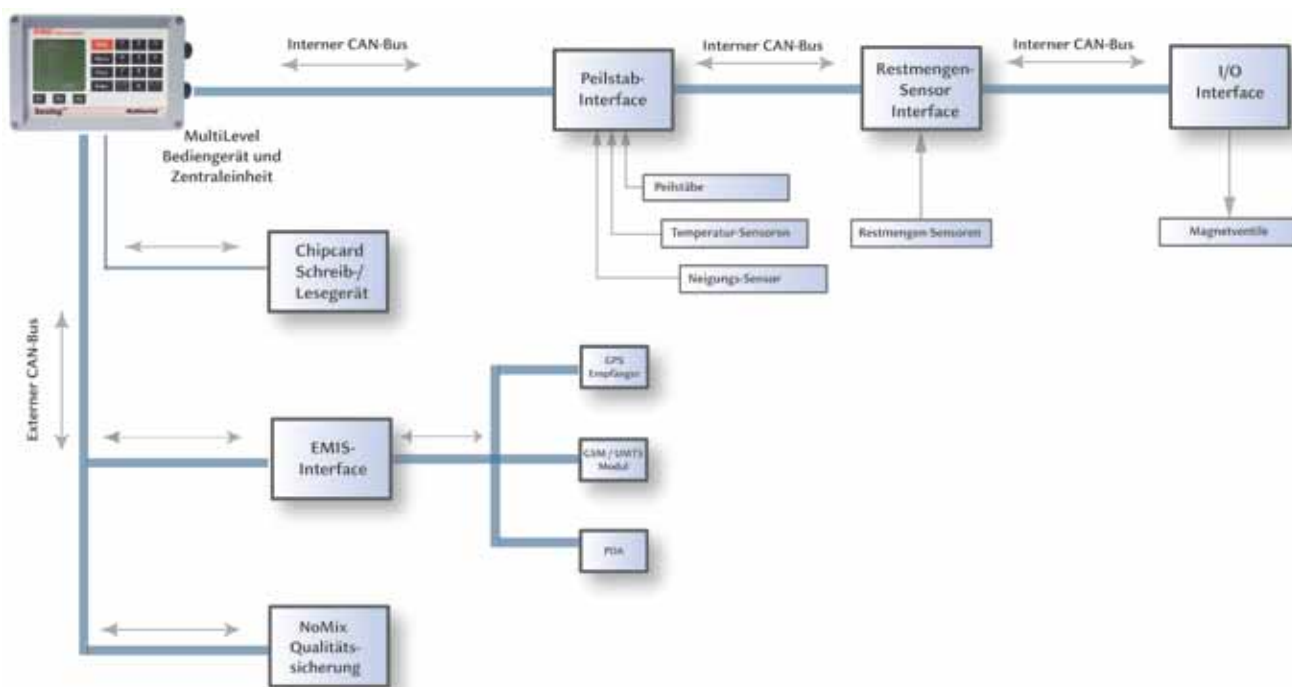 Interner CAN-Bus
Interner CAN-Bus
Interner CAN-Bus
Peilstab-
Interface
Restmengen-
Sensor
Interface
I/O
Interface
MultiLevel
Bediengerät und
Zentraleinheit
Peilstäbe
Temperatur-Sensoren
Neigungs-Sensor
Restmengen-Sensoren
Magnetventile
Chipcard
Schreib-/
Lesegerät
Externer CAN-Bus
GPS
Empfänger
EMIS-
Interface
GSM / UMTS
Modul
PDA
NoMix
Qualitäts-
sicherung